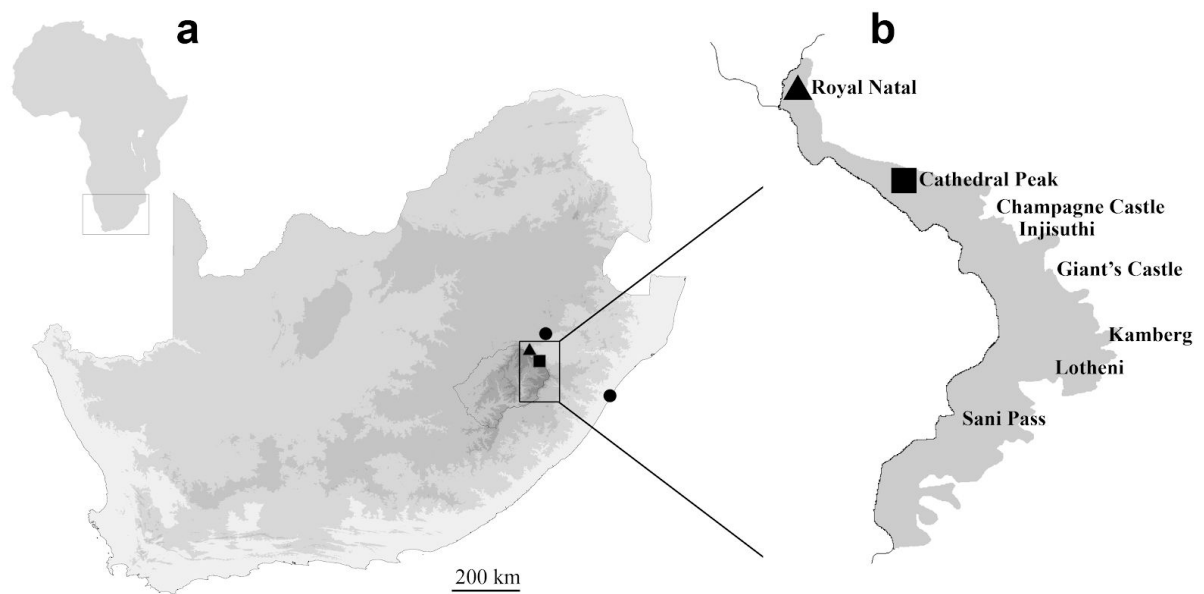 a
b
Royal Natal
Cathedral Peak
Champagne Castle
Injisuthi
Giant's Castle
Kamberg
Lotheni
Sani Pass
200 km